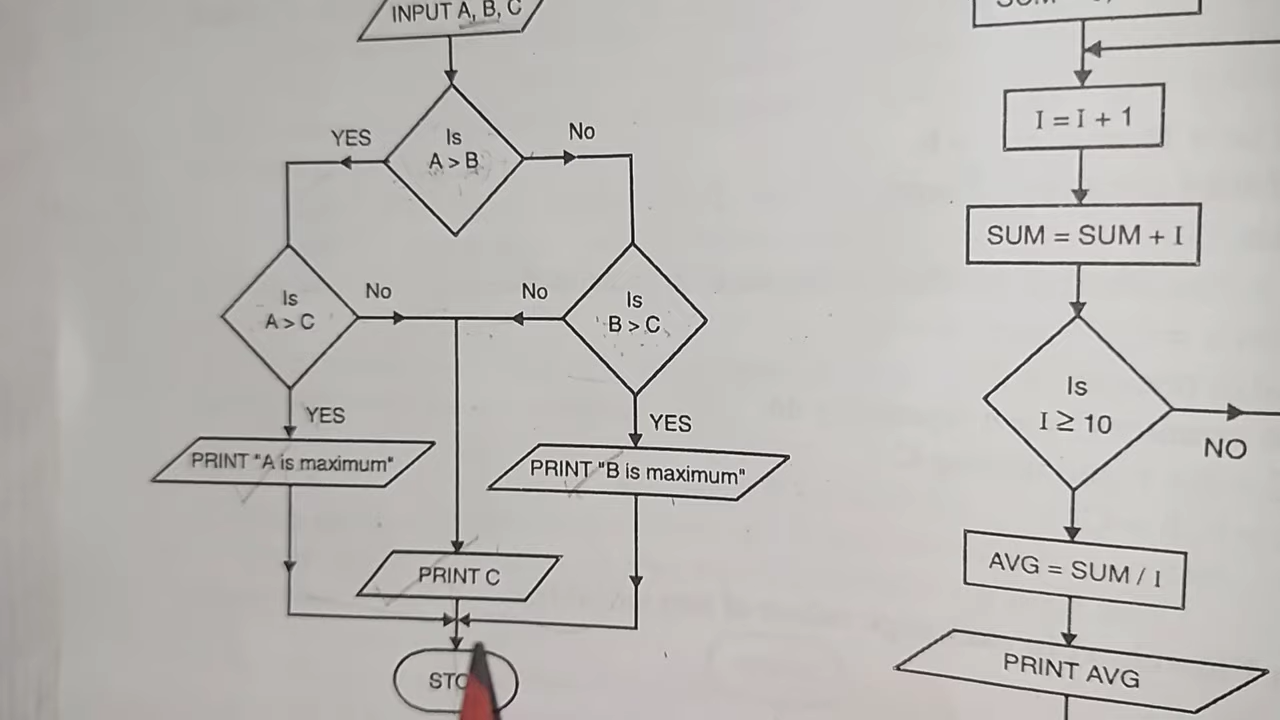 INPUT A, B, C
YES
Is
A > B
No
Is
A > C
No
No
Is
B > C
YES
YES
PRINT "A is maximum"
PRINT "B is maximum"
PRINT C
I = I + 1
SUM = SUM + I
Is
I ≥ 10
NO
AVG = SUM / I
PRINT AVG